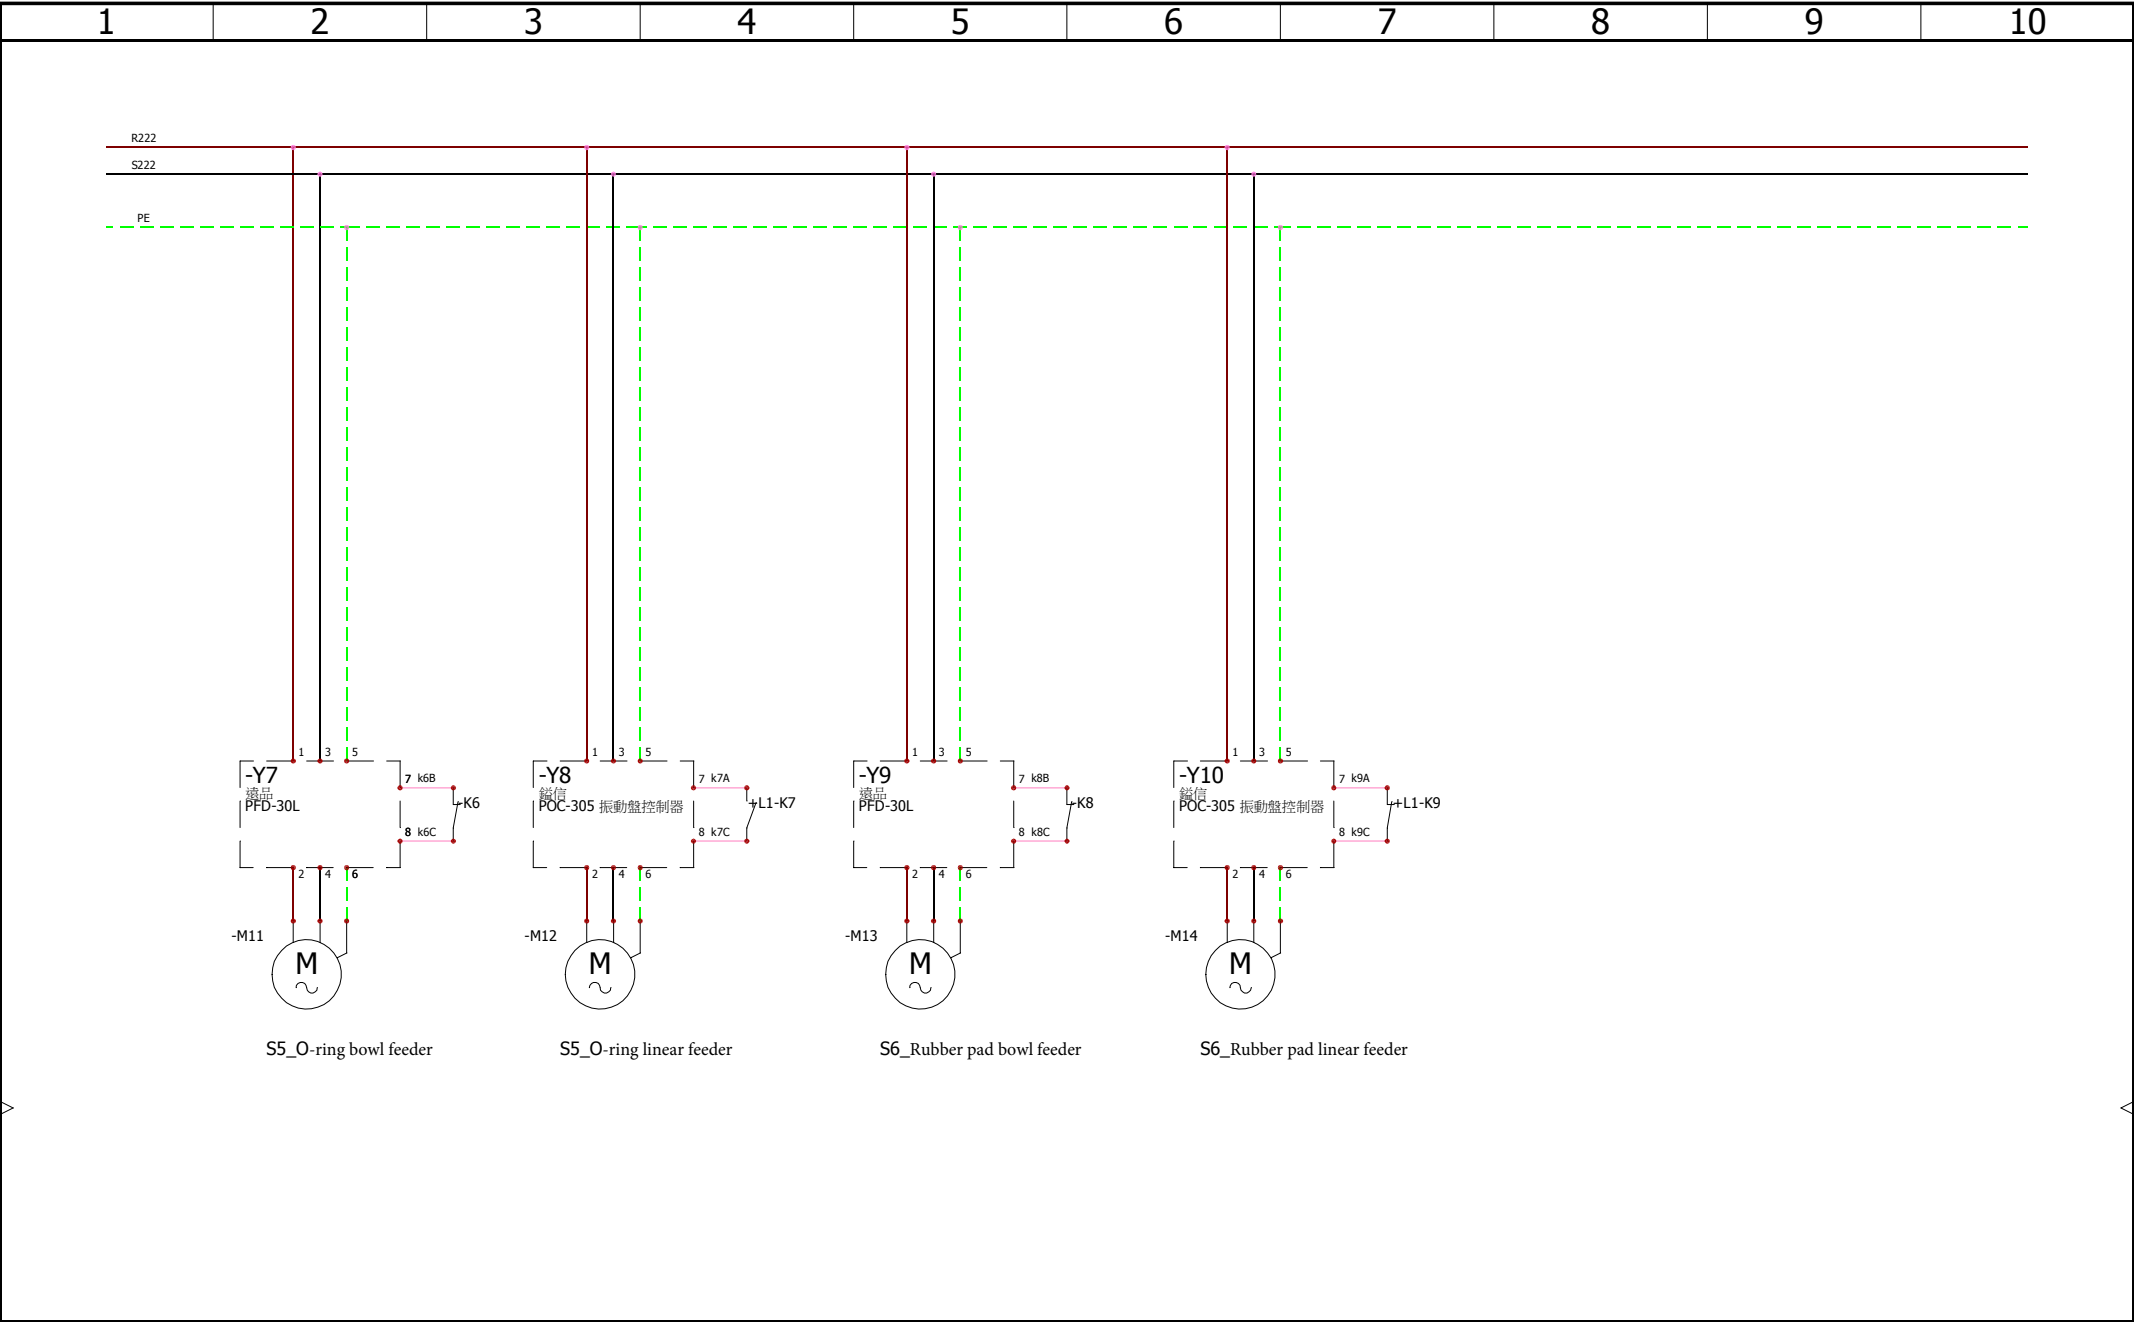 1 2 3 4 5 6 7 8 9 10
R222
S222
PE
1 3 5
-Y7
遠品
PFD-30L
7 k6B
-K6
8 k6C
2 4 6
-M11
M
S5_O-ring bowl feeder
1 3 5
-Y8
鎰信
POC-305 振動盤控制器
7 k7A
+L1-K7
8 k7C
2 4 6
-M12
M
S5_O-ring linear feeder
1 3 5
-Y9
遠品
PFD-30L
7 k8B
-K8
8 k8C
2 4 6
-M13
M
S6_Rubber pad bowl feeder
1 3 5
-Y10
鎰信
POC-305 振動盤控制器
7 k9A
+L1-K9
8 k9C
2 4 6
-M14
M
S6_Rubber pad linear feeder